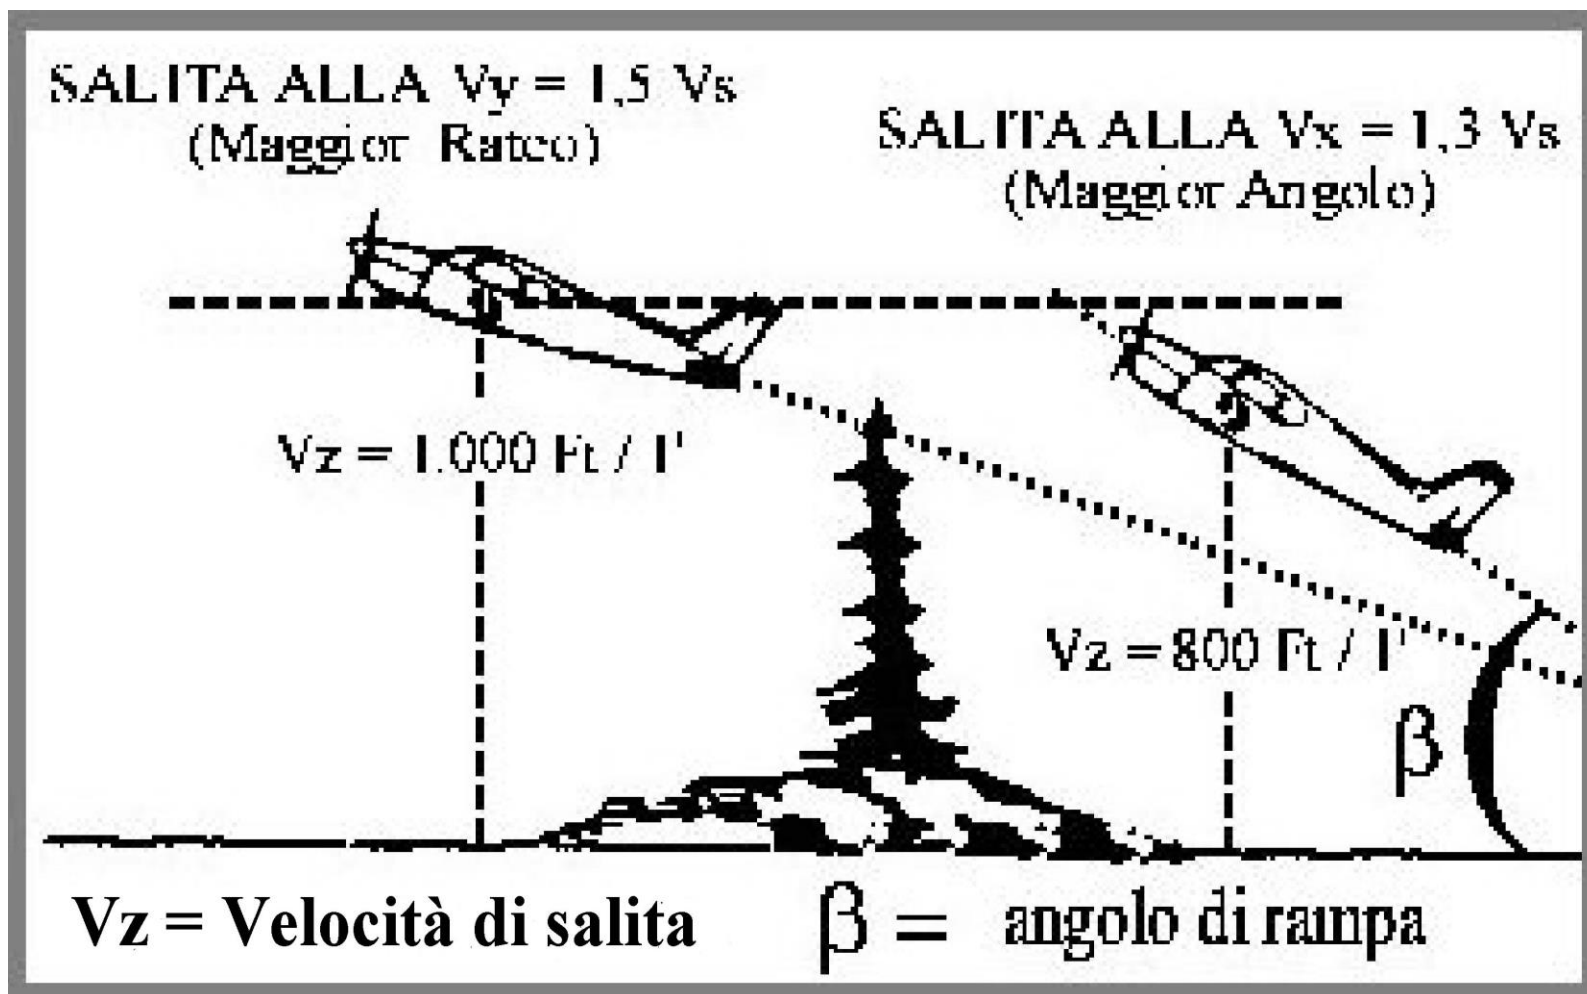 SALITA ALLA Vy = 1,5 Vs
(Maggior Rateo)
SALITA ALLA Vx = 1,3 Vs
(Maggior Angolo)
Vz = 1.000 Ft / 1'
Vz = 800 Ft / 1'
β
Vz = Velocità di salita
β = angolo di rampa